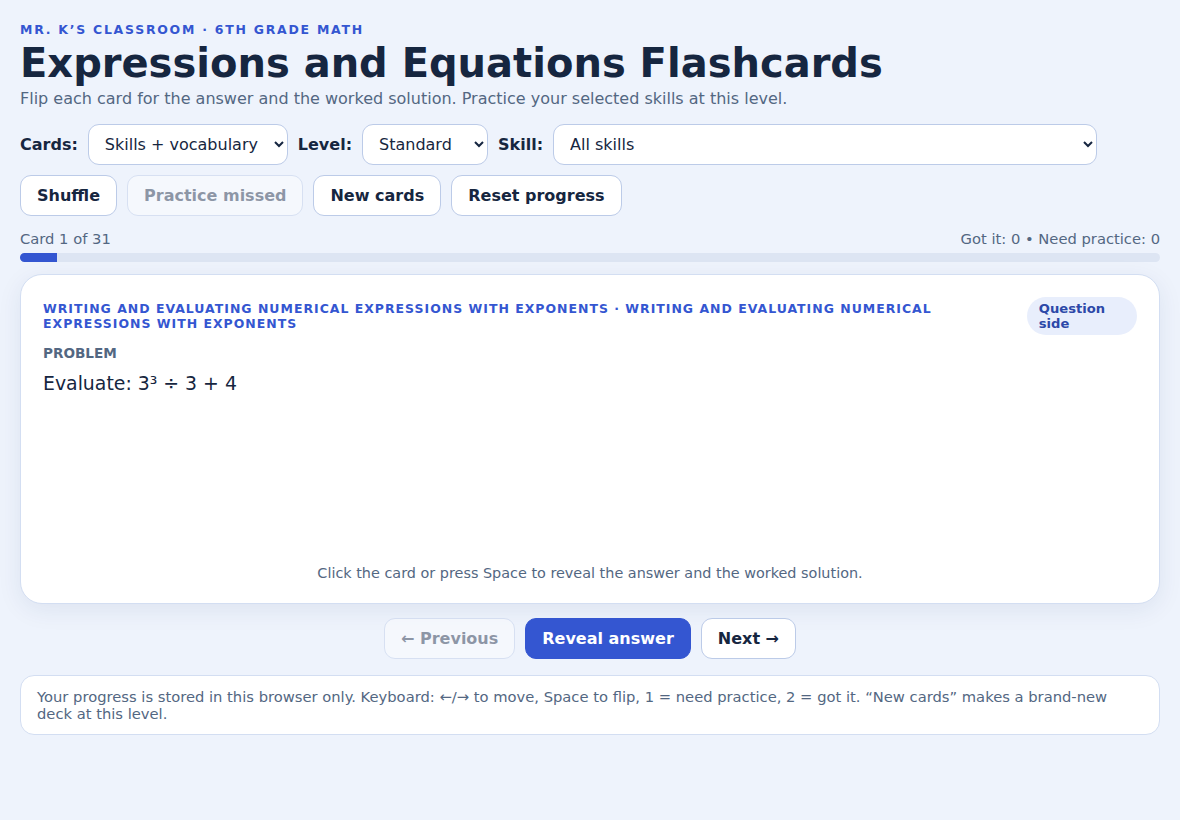 MR. K’S CLASSROOM · 6TH GRADE MATH
Expressions and Equations Flashcards
Flip each card for the answer and the worked solution. Practice your selected skills at this level.
Cards: Skills + vocabulary Level: Standard Skill: All skills
Shuffle Practice missed New cards Reset progress
Card 1 of 31 Got it: 0 • Need practice: 0
WRITING AND EVALUATING NUMERICAL EXPRESSIONS WITH EXPONENTS · WRITING AND EVALUATING NUMERICAL
EXPRESSIONS WITH EXPONENTS
Question
side
PROBLEM
Evaluate: 3³ ÷ 3 + 4
Click the card or press Space to reveal the answer and the worked solution.
← Previous Reveal answer Next →
Your progress is stored in this browser only. Keyboard: ←/→ to move, Space to flip, 1 = need practice, 2 = got it. “New cards” makes a brand-new
deck at this level.